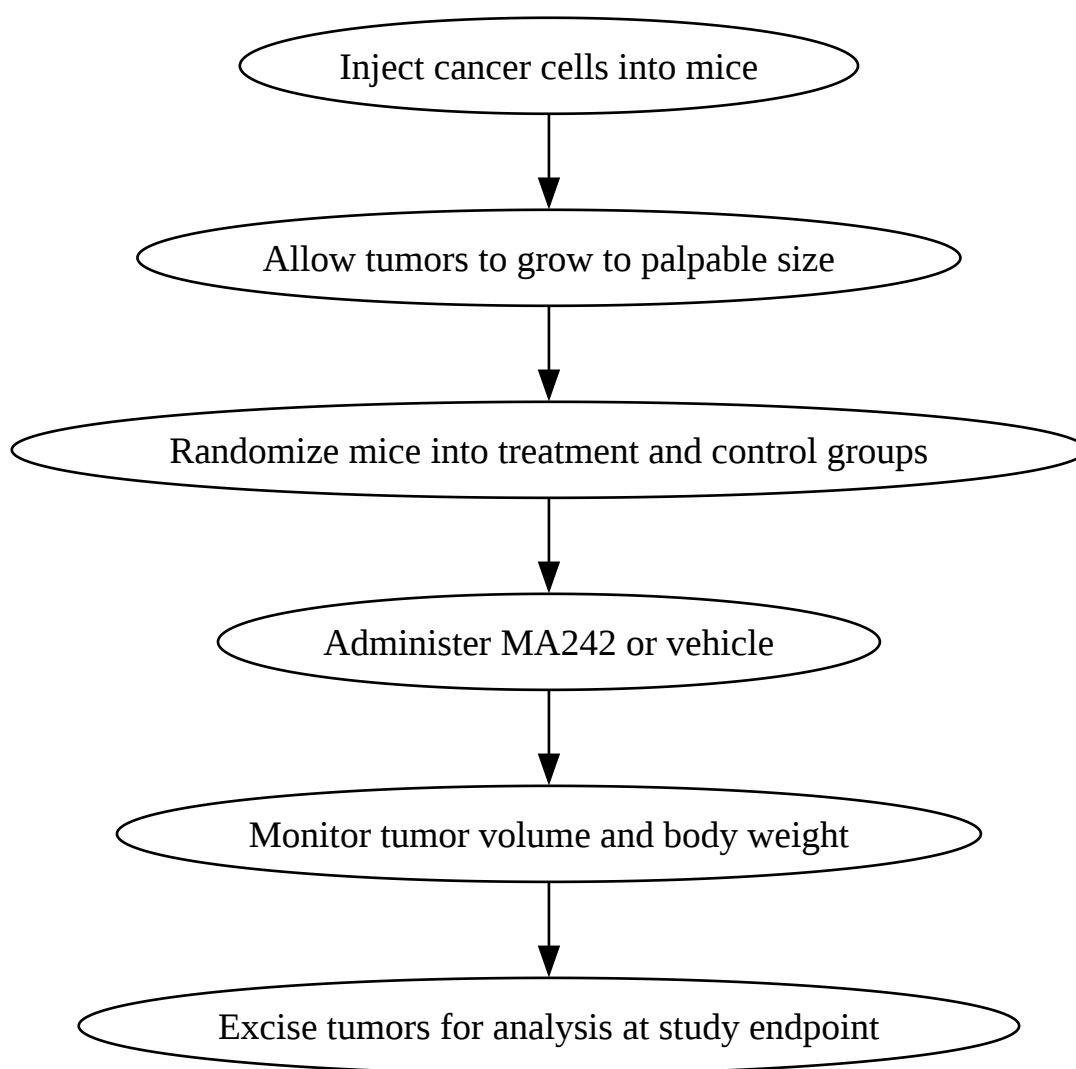 Inject cancer cells into mice
Allow tumors to grow to palpable size
Randomize mice into treatment and control groups
Administer MA242 or vehicle
Monitor tumor volume and body weight
Excise tumors for analysis at study endpoint